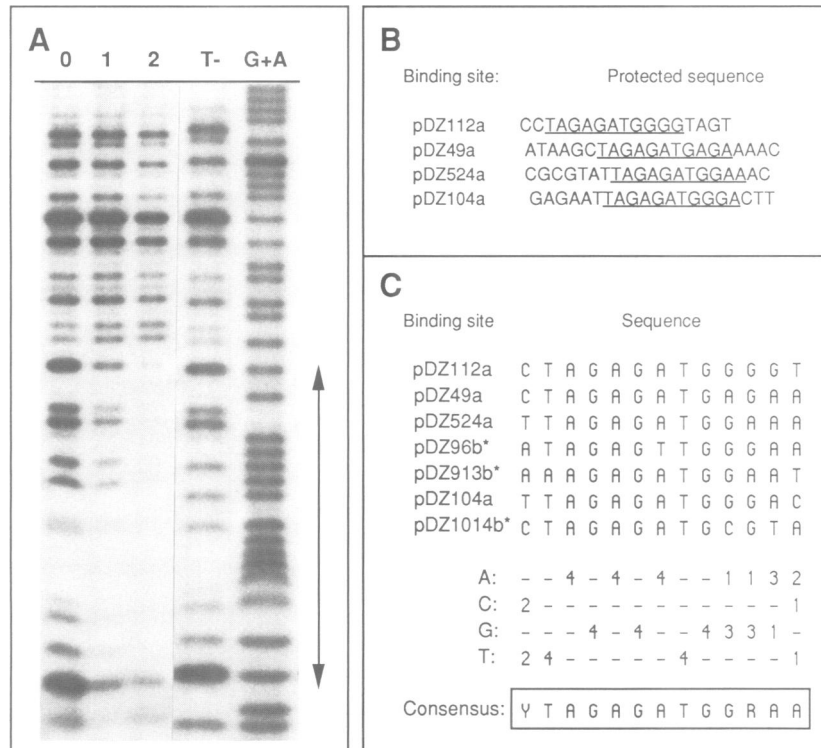 A
0 1 2 T- G+A
B
Binding site: Protected sequence
pDZ112a CCTAGAGATGGGGTAGT
pDZ49a ATAAGCTAGAGATGAGAAAAC
pDZ524a CGCGTATTAGAGATGGAAAC
pDZ104a GAGAATTAGAGATGGGACTT
C
Binding site Sequence
pDZ112a C T A G A G A T G G G G T
pDZ49a C T A G A G A T G A G A A
pDZ524a T T A G A G A T G G A A A
pDZ96b* A T A G A G T T G G G A A
pDZ913b* A A A G A G A T G G A A T
pDZ104a T T A G A G A T G G G A C
pDZ1014b* C T A G A G A T G C G T A
A: - - 4 - 4 - 4 - - 1 1 3 2
C: 2 - - - - - - - - - - - 1
G: - - - 4 - 4 - - 4 3 3 1 -
T: 2 4 - - - - - 4 - - - - 1
Consensus: Y T A G A G A T G G R A A